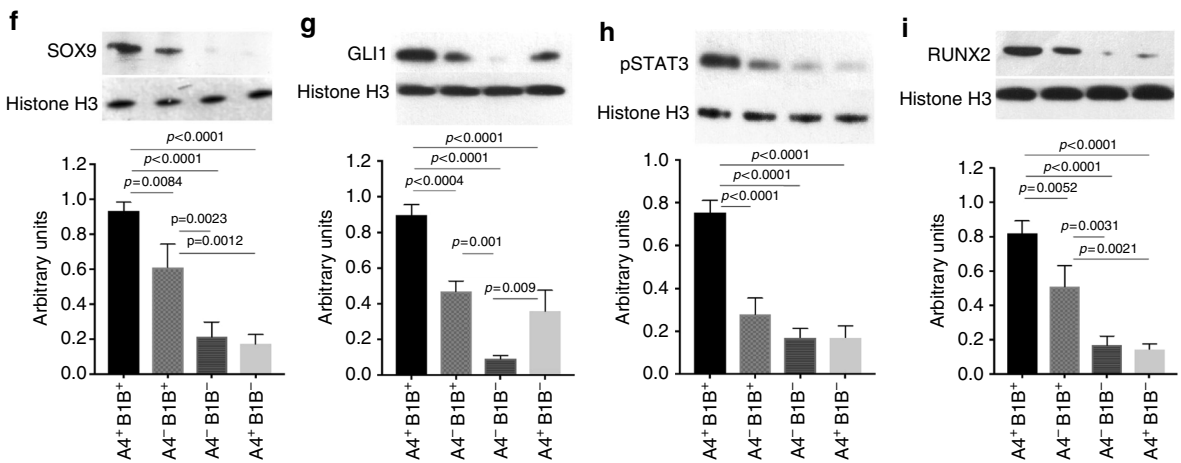 f
SOX9
Histone H3
p<0.0001
p<0.0001
p=0.0084
p=0.0023
p=0.0012
Arbitrary units
1.2
1.0
0.8
0.6
0.4
0.2
0.0
A4⁺ B1B⁺
A4⁻ B1B⁺
A4⁻ B1B⁻
A4⁺ B1B⁻
g
GLI1
Histone H3
p<0.0001
p<0.0001
p<0.0004
p=0.001
p=0.009
Arbitrary units
1.2
1.0
0.8
0.6
0.4
0.2
0.0
A4⁺ B1B⁺
A4⁻ B1B⁺
A4⁻ B1B⁻
A4⁺ B1B⁻
h
pSTAT3
Histone H3
p<0.0001
p<0.0001
p<0.0001
Arbitrary units
1.0
0.8
0.6
0.4
0.2
0.0
A4⁺ B1B⁺
A4⁻ B1B⁺
A4⁻ B1B⁻
A4⁺ B1B⁻
i
RUNX2
Histone H3
p<0.0001
p<0.0001
p=0.0052
p=0.0031
p=0.0021
Arbitrary units
1.2
1.0
0.8
0.6
0.4
0.2
0.0
A4⁺ B1B⁺
A4⁻ B1B⁺
A4⁻ B1B⁻
A4⁺ B1B⁻